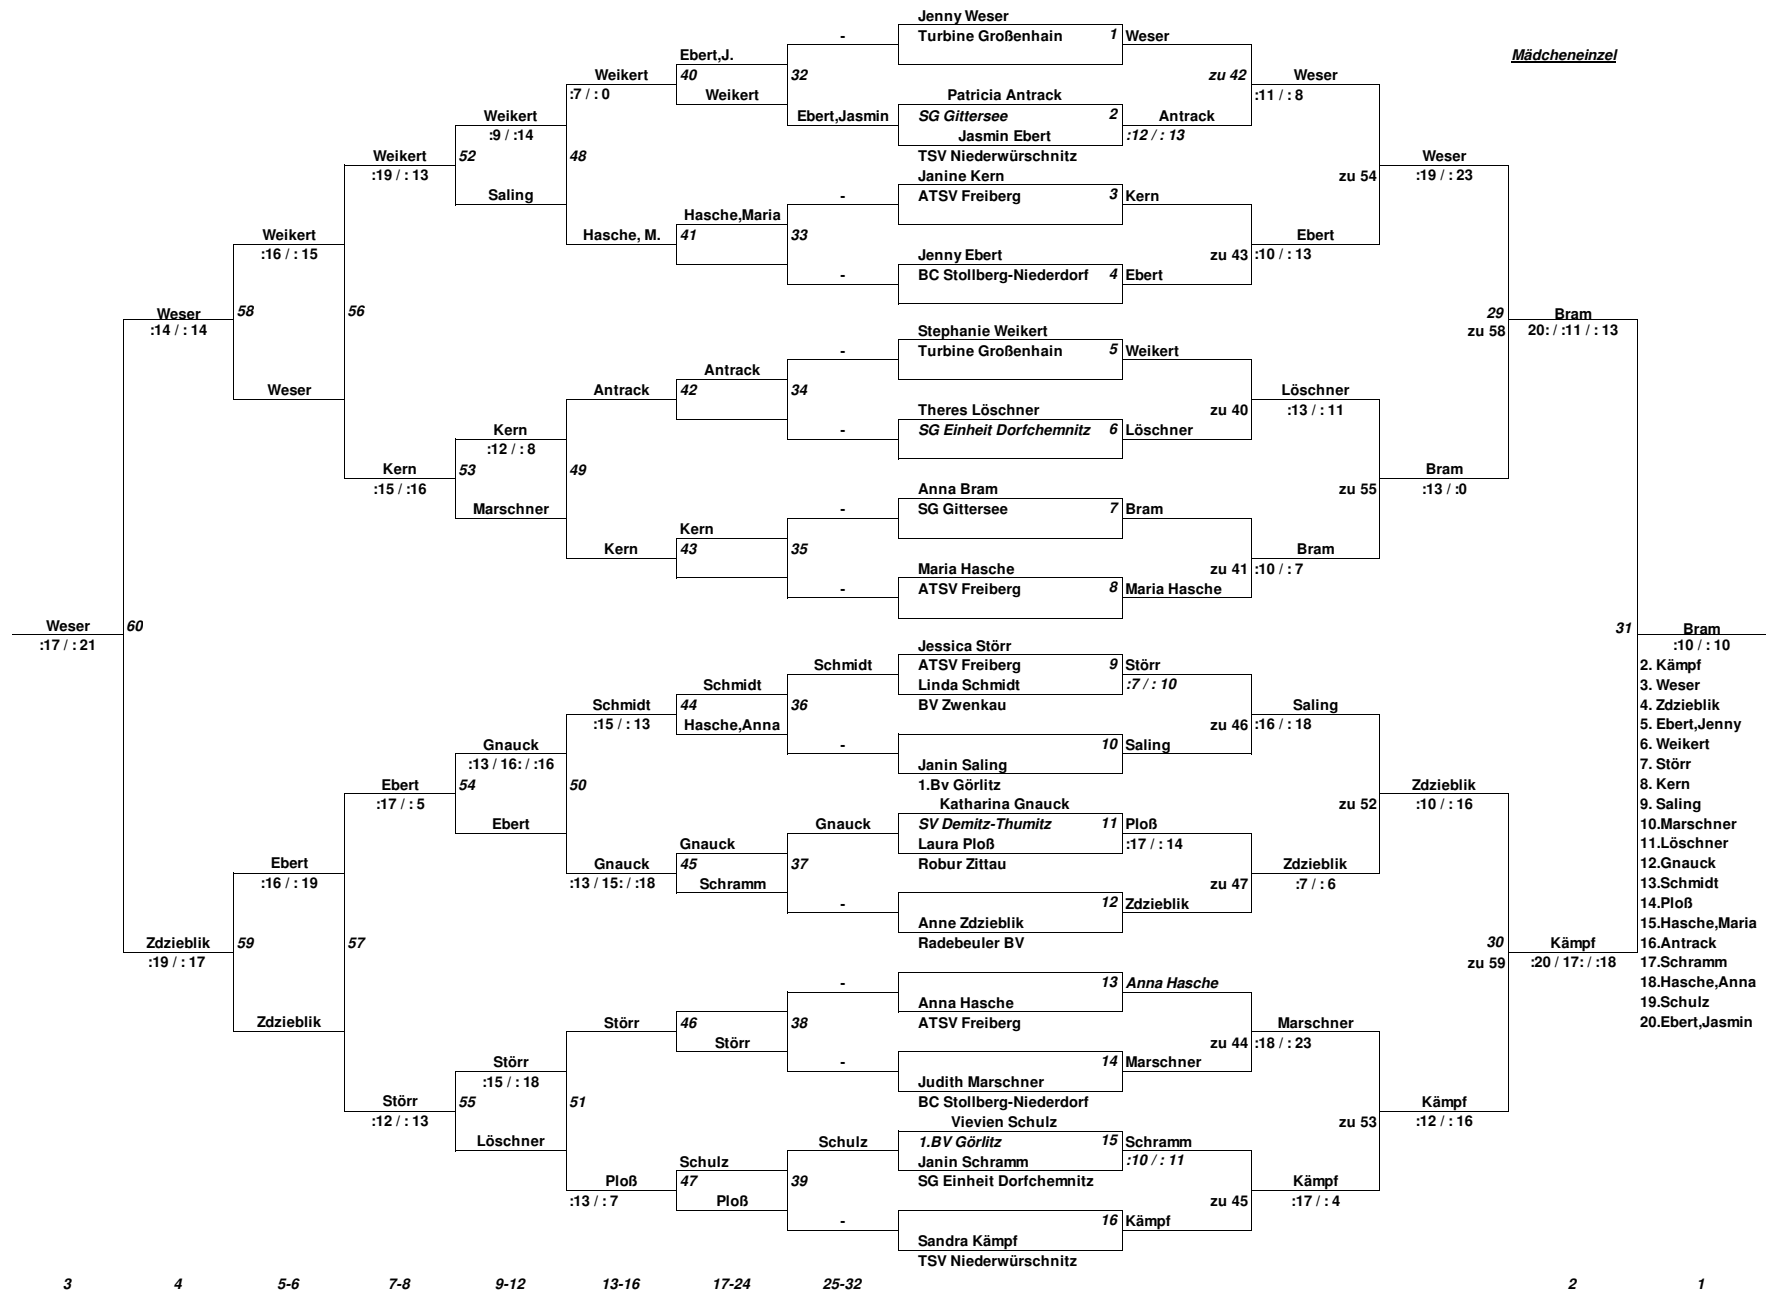 Jenny Weser
- Turbine Großenhain 1 Weser
Ebert,J. Mädcheneinzel
Weikert 40 32 zu 42 Weser
:7 / : 0 Weikert Patricia Antrack :11 / : 8
Weikert Ebert,Jasmin SG Gittersee 2 Antrack
:9 / :14 Jasmin Ebert :12 / : 13
Weikert 52 48 TSV Niederwürschnitz Weser
:19 / : 13 Janine Kern zu 54 :19 / : 23
Saling - ATSV Freiberg 3 Kern
Hasche,Maria
Weikert Hasche, M. 41 33 Ebert
:16 / : 15 Jenny Ebert zu 43 :10 / : 13
- BC Stollberg-Niederdorf 4 Ebert
Weser 58 56 29 Bram
:14 / : 14 Stephanie Weikert zu 58 20: / :11 / : 13
- Turbine Großenhain 5 Weikert
Antrack
Weser Antrack 42 34 Löschner
Theres Löschner zu 40 :13 / : 11
Kern - SG Einheit Dorfchemnitz 6 Löschner
:12 / : 8
Kern 53 49 Bram
:15 / :16 Anna Bram zu 55 :13 / :0
Marschner - SG Gittersee 7 Bram
Kern
Kern 43 35 Bram
Maria Hasche zu 41 :10 / : 7
- ATSV Freiberg 8 Maria Hasche
Weser 60 31 Bram
:17 / : 21 Jessica Störr :10 / : 10
Schmidt ATSV Freiberg 9 Störr 2. Kämpf
Schmidt Linda Schmidt :7 / : 10 3. Weser
Schmidt 44 36 BV Zwenkau Saling 4. Zdzieblik
:15 / : 13 Hasche,Anna zu 46 :16 / : 18 5. Ebert,Jenny
Gnauck - 10 Saling 6. Weikert
:13 / 16: / :16 Janin Saling 7. Störr
Ebert 54 50 1.Bv Görlitz Zdzieblik 8. Kern
:17 / : 5 Katharina Gnauck zu 52 :10 / : 16 9. Saling
Ebert Gnauck SV Demitz-Thumitz 11 Ploß 10.Marschner
Gnauck Laura Ploß :17 / : 14 11.Löschner
Ebert Gnauck 45 37 Robur Zittau Zdzieblik 12.Gnauck
:16 / : 19 :13 / 15: / :18 Schramm zu 47 :7 / : 6 13.Schmidt
- 12 Zdzieblik 14.Ploß
Anne Zdzieblik 15.Hasche,Maria
Zdzieblik 59 57 Radebeuler BV 30 Kämpf 16.Antrack
:19 / : 17 zu 59 :20 / 17: / :18 17.Schramm
- 13 Anna Hasche 18.Hasche,Anna
Anna Hasche 19.Schulz
Zdzieblik Störr 46 38 ATSV Freiberg Marschner 20.Ebert,Jasmin
Störr zu 44 :18 / : 23
Störr - 14 Marschner
:15 / : 18 Judith Marschner
Störr 55 51 BC Stollberg-Niederdorf Kämpf
:12 / : 13 Vievien Schulz zu 53 :12 / : 16
Löschner Schulz 1.BV Görlitz 15 Schramm
Schulz Janin Schramm :10 / : 11
Ploß 47 39 SG Einheit Dorfchemnitz Kämpf
:13 / : 7 Ploß zu 45 :17 / : 4
- 16 Kämpf
Sandra Kämpf
TSV Niederwürschnitz
3 4 5-6 7-8 9-12 13-16 17-24 25-32 2 1